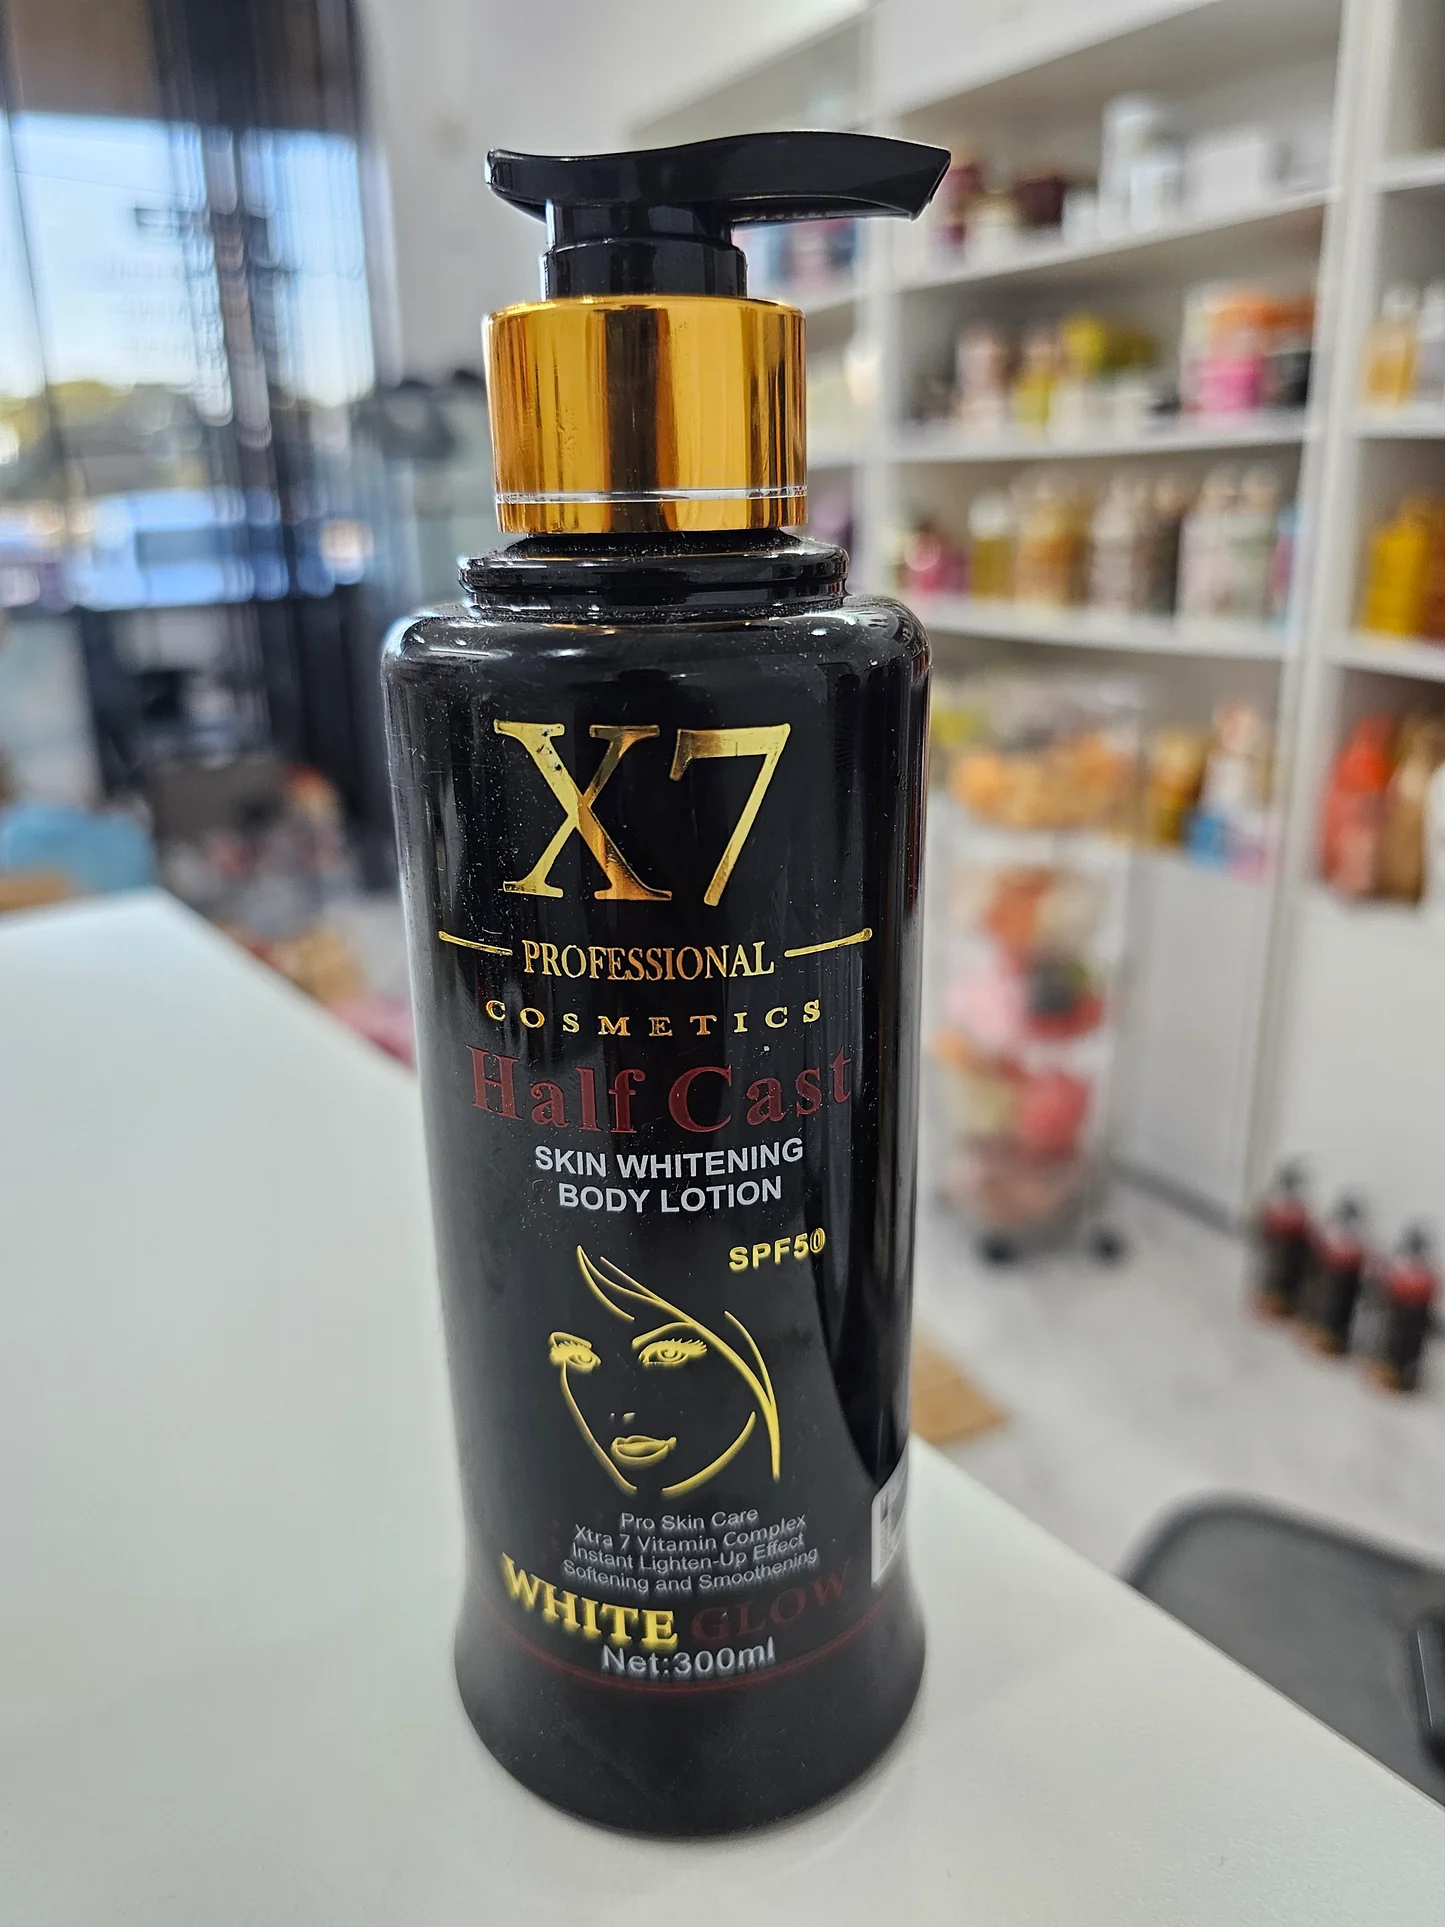 X7
PROFESSIONAL
COSMETICS
Half Cast
SKIN WHITENING
BODY LOTION
SPF50
Pro Skin Care
Xtra 7 Vitamin Complex
Instant Lighten-Up Effect
Softening and Smoothening
WHITE GLOW
Net:300ml